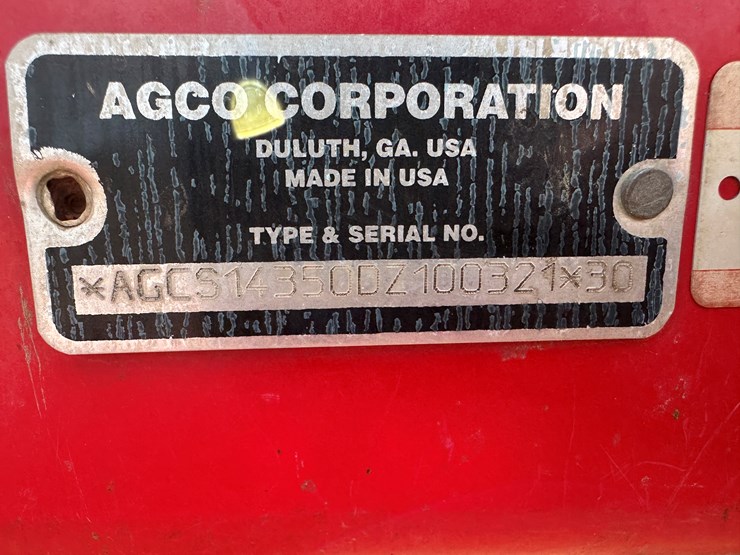 AGCO CORPORATION
DULUTH, GA. USA
MADE IN USA
TYPE & SERIAL NO.
*AGCS14350DZ100321*30